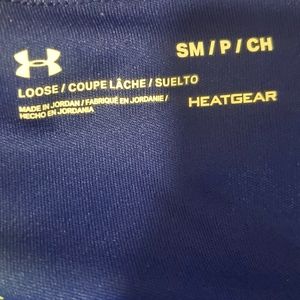 SM / P / CH
LOOSE / COUPE LÂCHE / SUELTO
MADE IN JORDAN / FABRIQUÉ EN JORDANIE /
HECHO EN JORDANIA
HEATGEAR